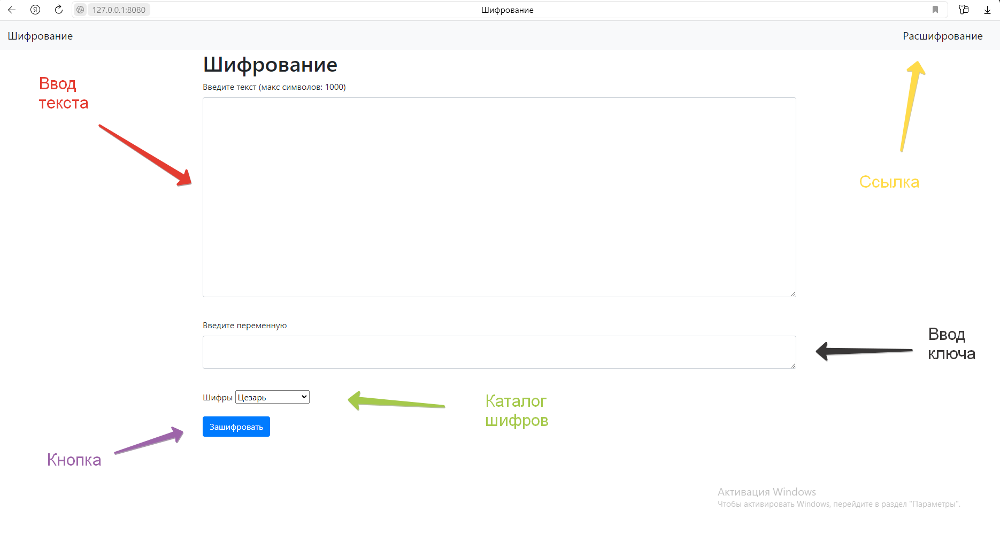 127.0.0.1:8080
Шифрование
Шифрование
Расшифрование
Шифрование
Введите текст (макс символов: 1000)
Ввод
текста
Ссылка
Введите переменную
Ввод
ключа
Шифры Цезарь
Каталог
шифров
Зашифровать
Кнопка
Активация Windows
Чтобы активировать Windows, перейдите в раздел "Параметры".